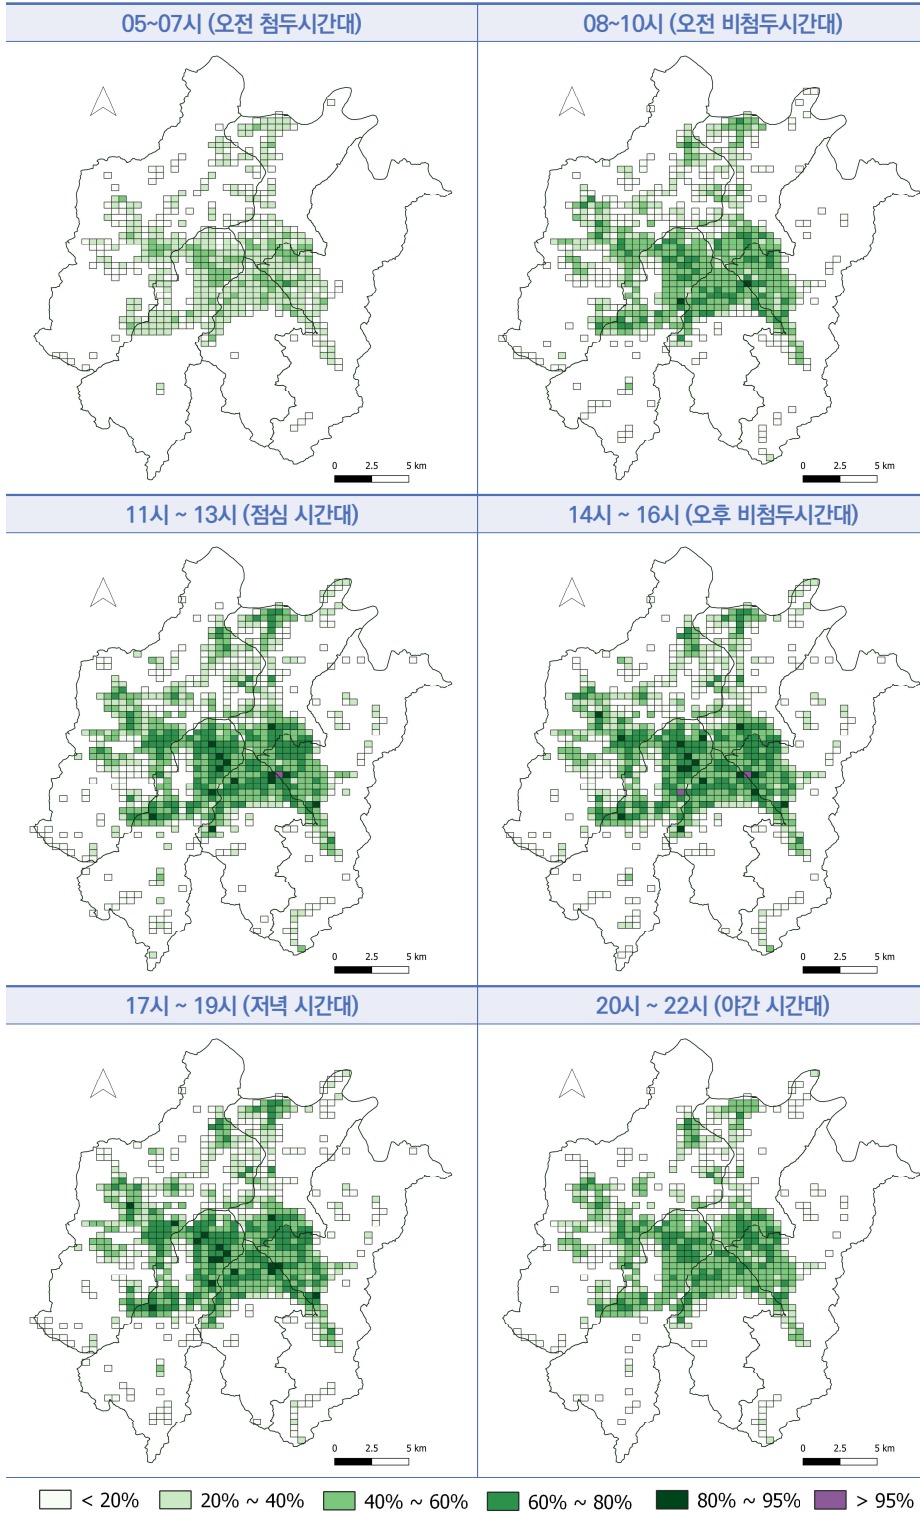 05~07시 (오전 첨두시간대)
08~10시 (오전 비첨두시간대)
0 2.5 5 km
0 2.5 5 km
11시 ~ 13시 (점심 시간대)
14시 ~ 16시 (오후 비첨두시간대)
0 2.5 5 km
0 2.5 5 km
17시 ~ 19시 (저녁 시간대)
20시 ~ 22시 (야간 시간대)
0 2.5 5 km
0 2.5 5 km
< 20% 20% ~ 40% 40% ~ 60% 60% ~ 80% 80% ~ 95% > 95%